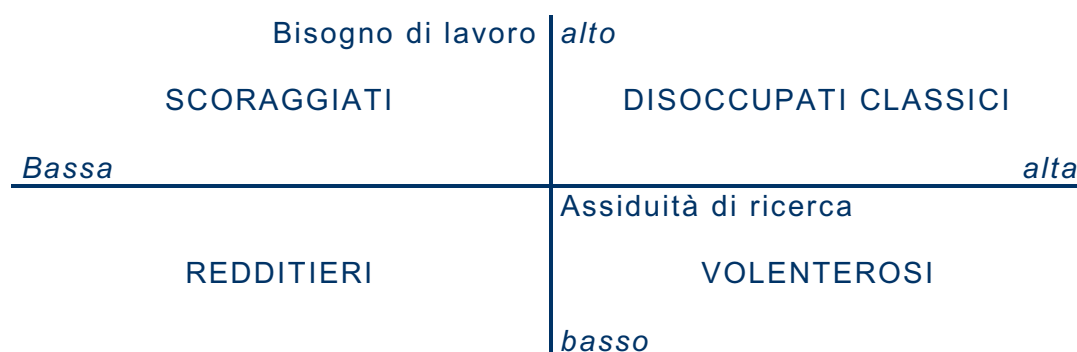 Bisogno di lavoro alto
SCORAGGIATI DISOCCUPATI CLASSICI
Bassa alta
Assiduità di ricerca
REDDITIERI VOLENTEROSI
basso